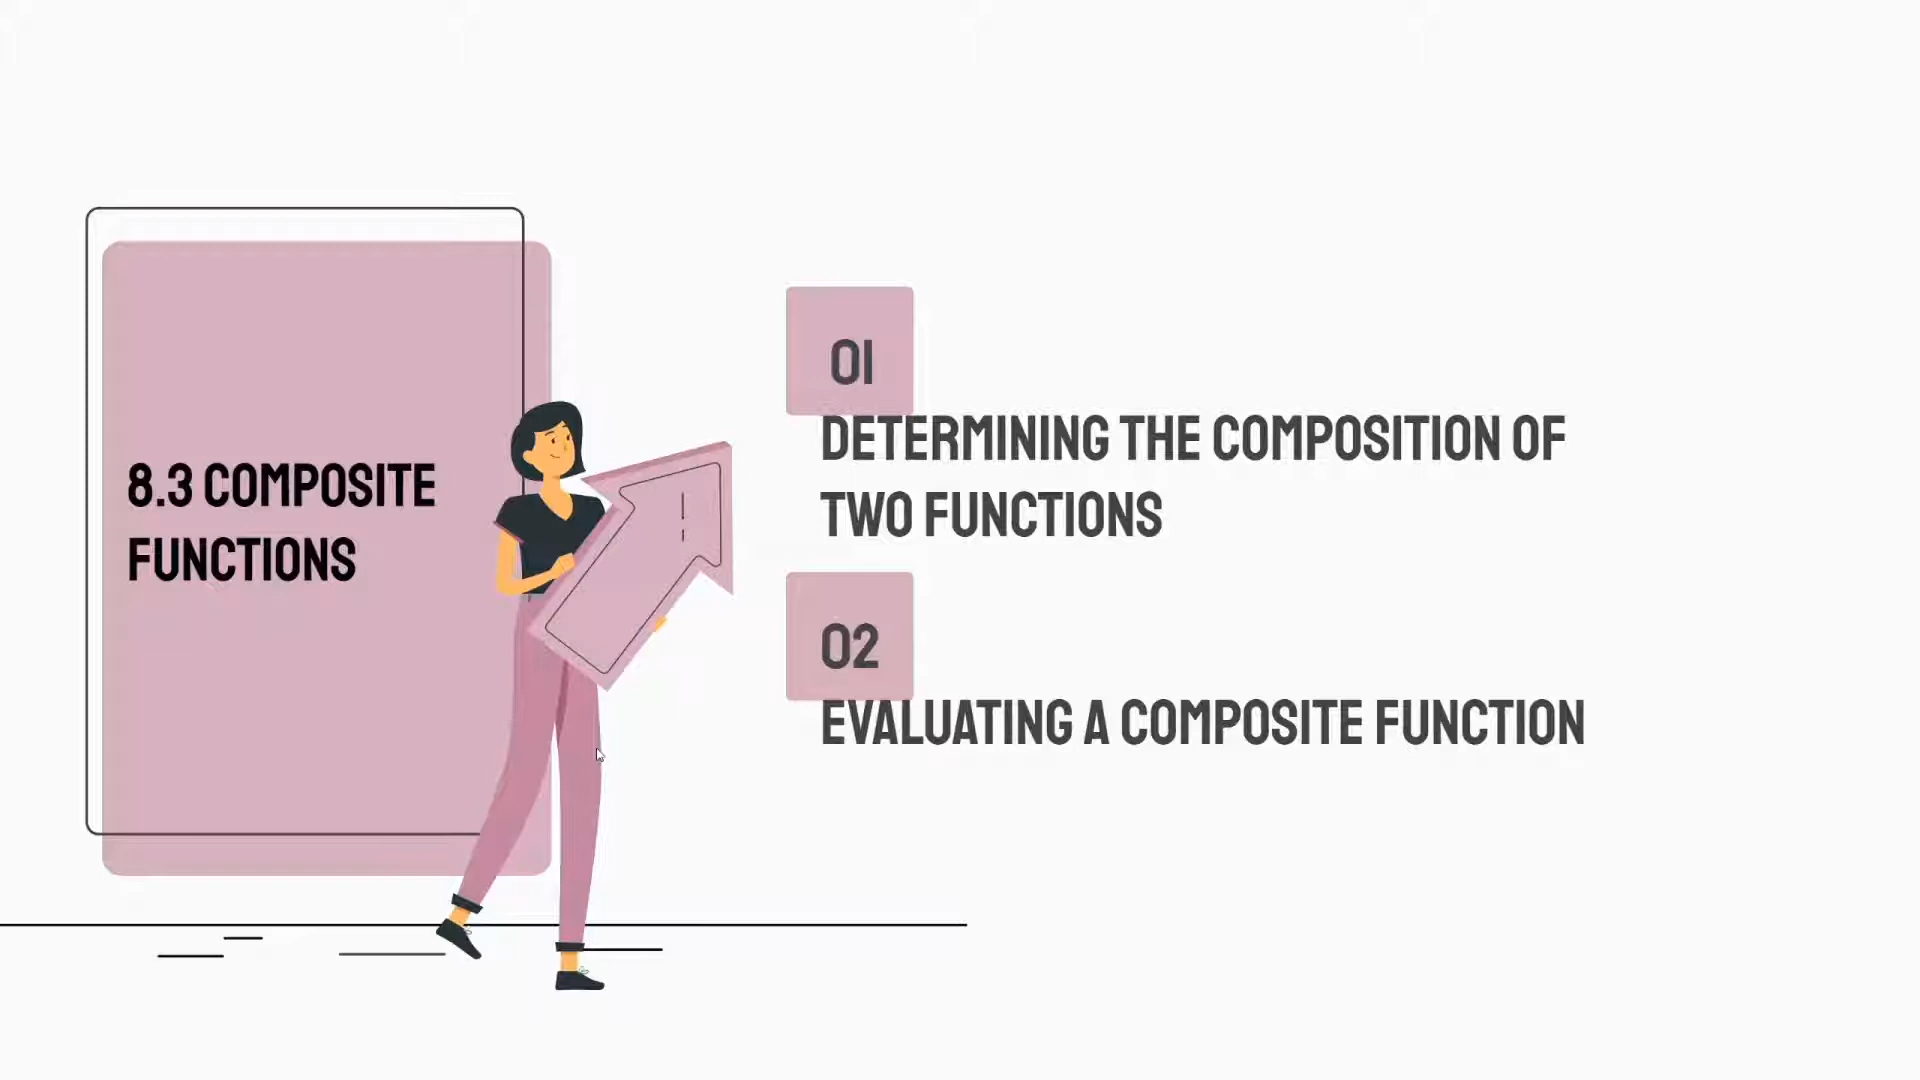 8.3 COMPOSITE
FUNCTIONS
01
DETERMINING THE COMPOSITION OF
TWO FUNCTIONS
02
EVALUATING A COMPOSITE FUNCTION